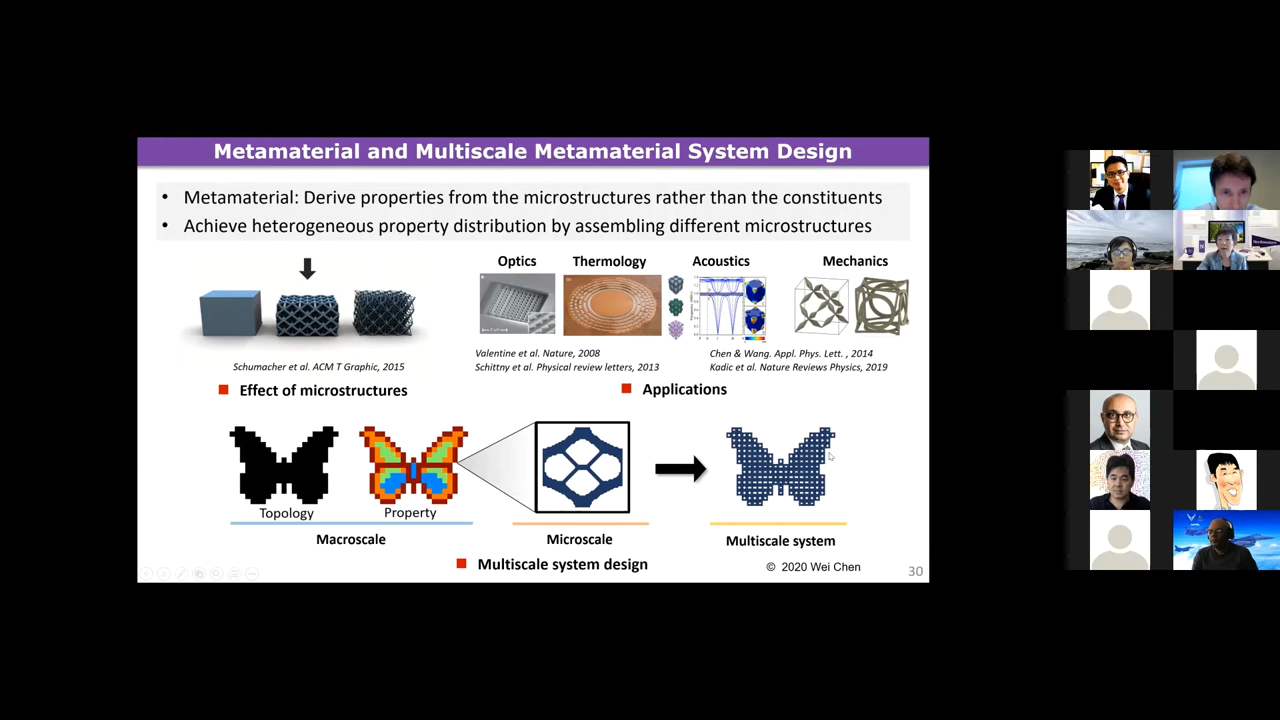 Metamaterial and Multiscale Metamaterial System Design
• Metamaterial: Derive properties from the microstructures rather than the constituents
• Achieve heterogeneous property distribution by assembling different microstructures
Optics Thermology Acoustics Mechanics
Schumacher et al. ACM T Graphic, 2015
Valentine et al. Nature, 2008
Schittny et al. Physical review letters, 2013
Chen & Wang. Appl. Phys. Lett. , 2014
Kadic et al. Nature Reviews Physics, 2019
Effect of microstructures
Applications
Topology Property
Macroscale
Microscale
Multiscale system
Multiscale system design
© 2020 Wei Chen
30
Northwestern